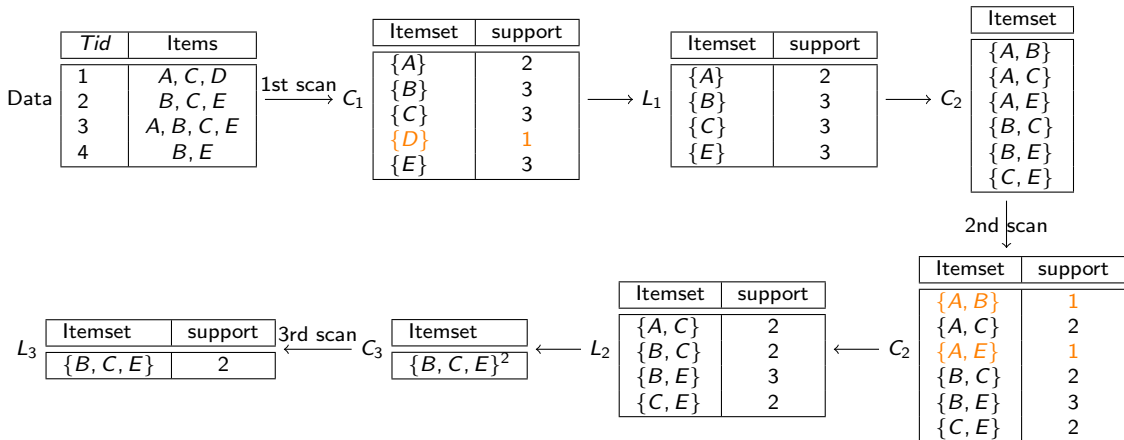 Data
Tid Items
1 A, C, D
2 B, C, E
3 A, B, C, E
4 B, E
1st scan
C1
Itemset support
{A} 2
{B} 3
{C} 3
{D} 1
{E} 3
L1
Itemset support
{A} 2
{B} 3
{C} 3
{E} 3
C2
Itemset
{A, B}
{A, C}
{A, E}
{B, C}
{B, E}
{C, E}
2nd scan
C2
Itemset support
{A, B} 1
{A, C} 2
{A, E} 1
{B, C} 2
{B, E} 3
{C, E} 2
L2
Itemset support
{A, C} 2
{B, C} 2
{B, E} 3
{C, E} 2
C3
Itemset
{B, C, E}²
3rd scan
L3
Itemset support
{B, C, E} 2